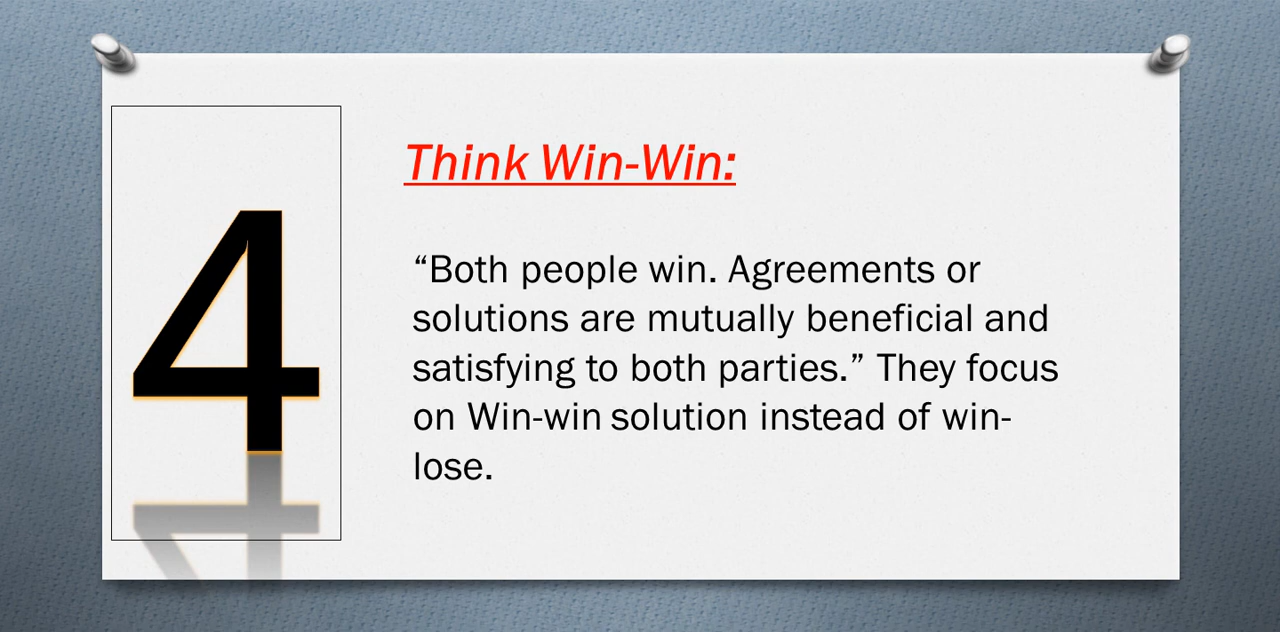 4
Think Win-Win:
“Both people win. Agreements or
solutions are mutually beneficial and
satisfying to both parties.” They focus
on Win-win solution instead of win-
lose.